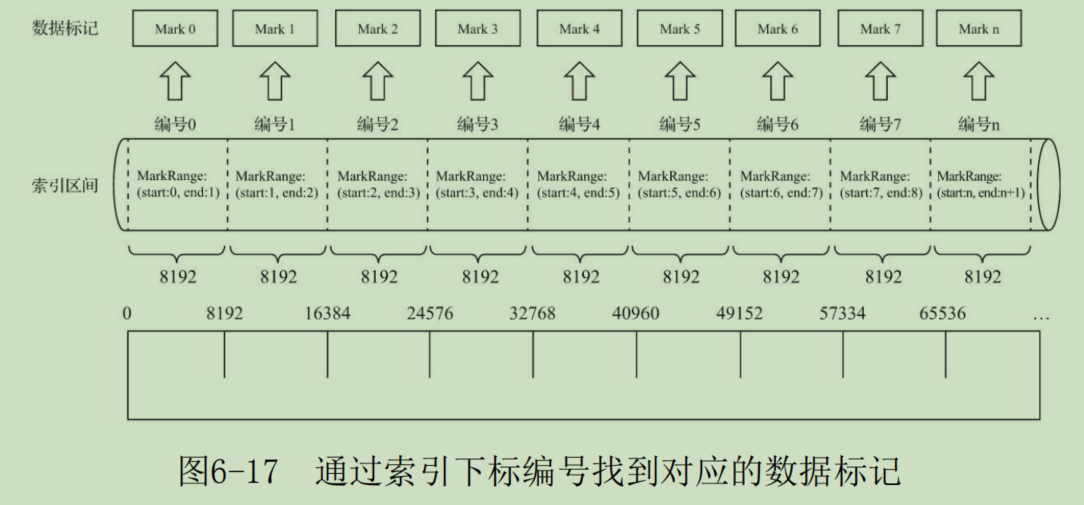 数据标记 Mark 0 Mark 1 Mark 2 Mark 3 Mark 4 Mark 5 Mark 6 Mark 7 Mark n
编号0 编号1 编号2 编号3 编号4 编号5 编号6 编号7 编号n
索引区间
MarkRange: MarkRange: MarkRange: MarkRange: MarkRange: MarkRange: MarkRange: MarkRange: MarkRange:
(start:0, end:1) (start:1, end:2) (start:2, end:3) (start:3, end:4) (start:4, end:5) (start:5, end:6) (start:6, end:7) (start:7, end:8) (start:n, end:n+1)
8192 8192 8192 8192 8192 8192 8192 8192 8192
0 8192 16384 24576 32768 40960 49152 57334 65536 …
图6-17 通过索引下标编号找到对应的数据标记